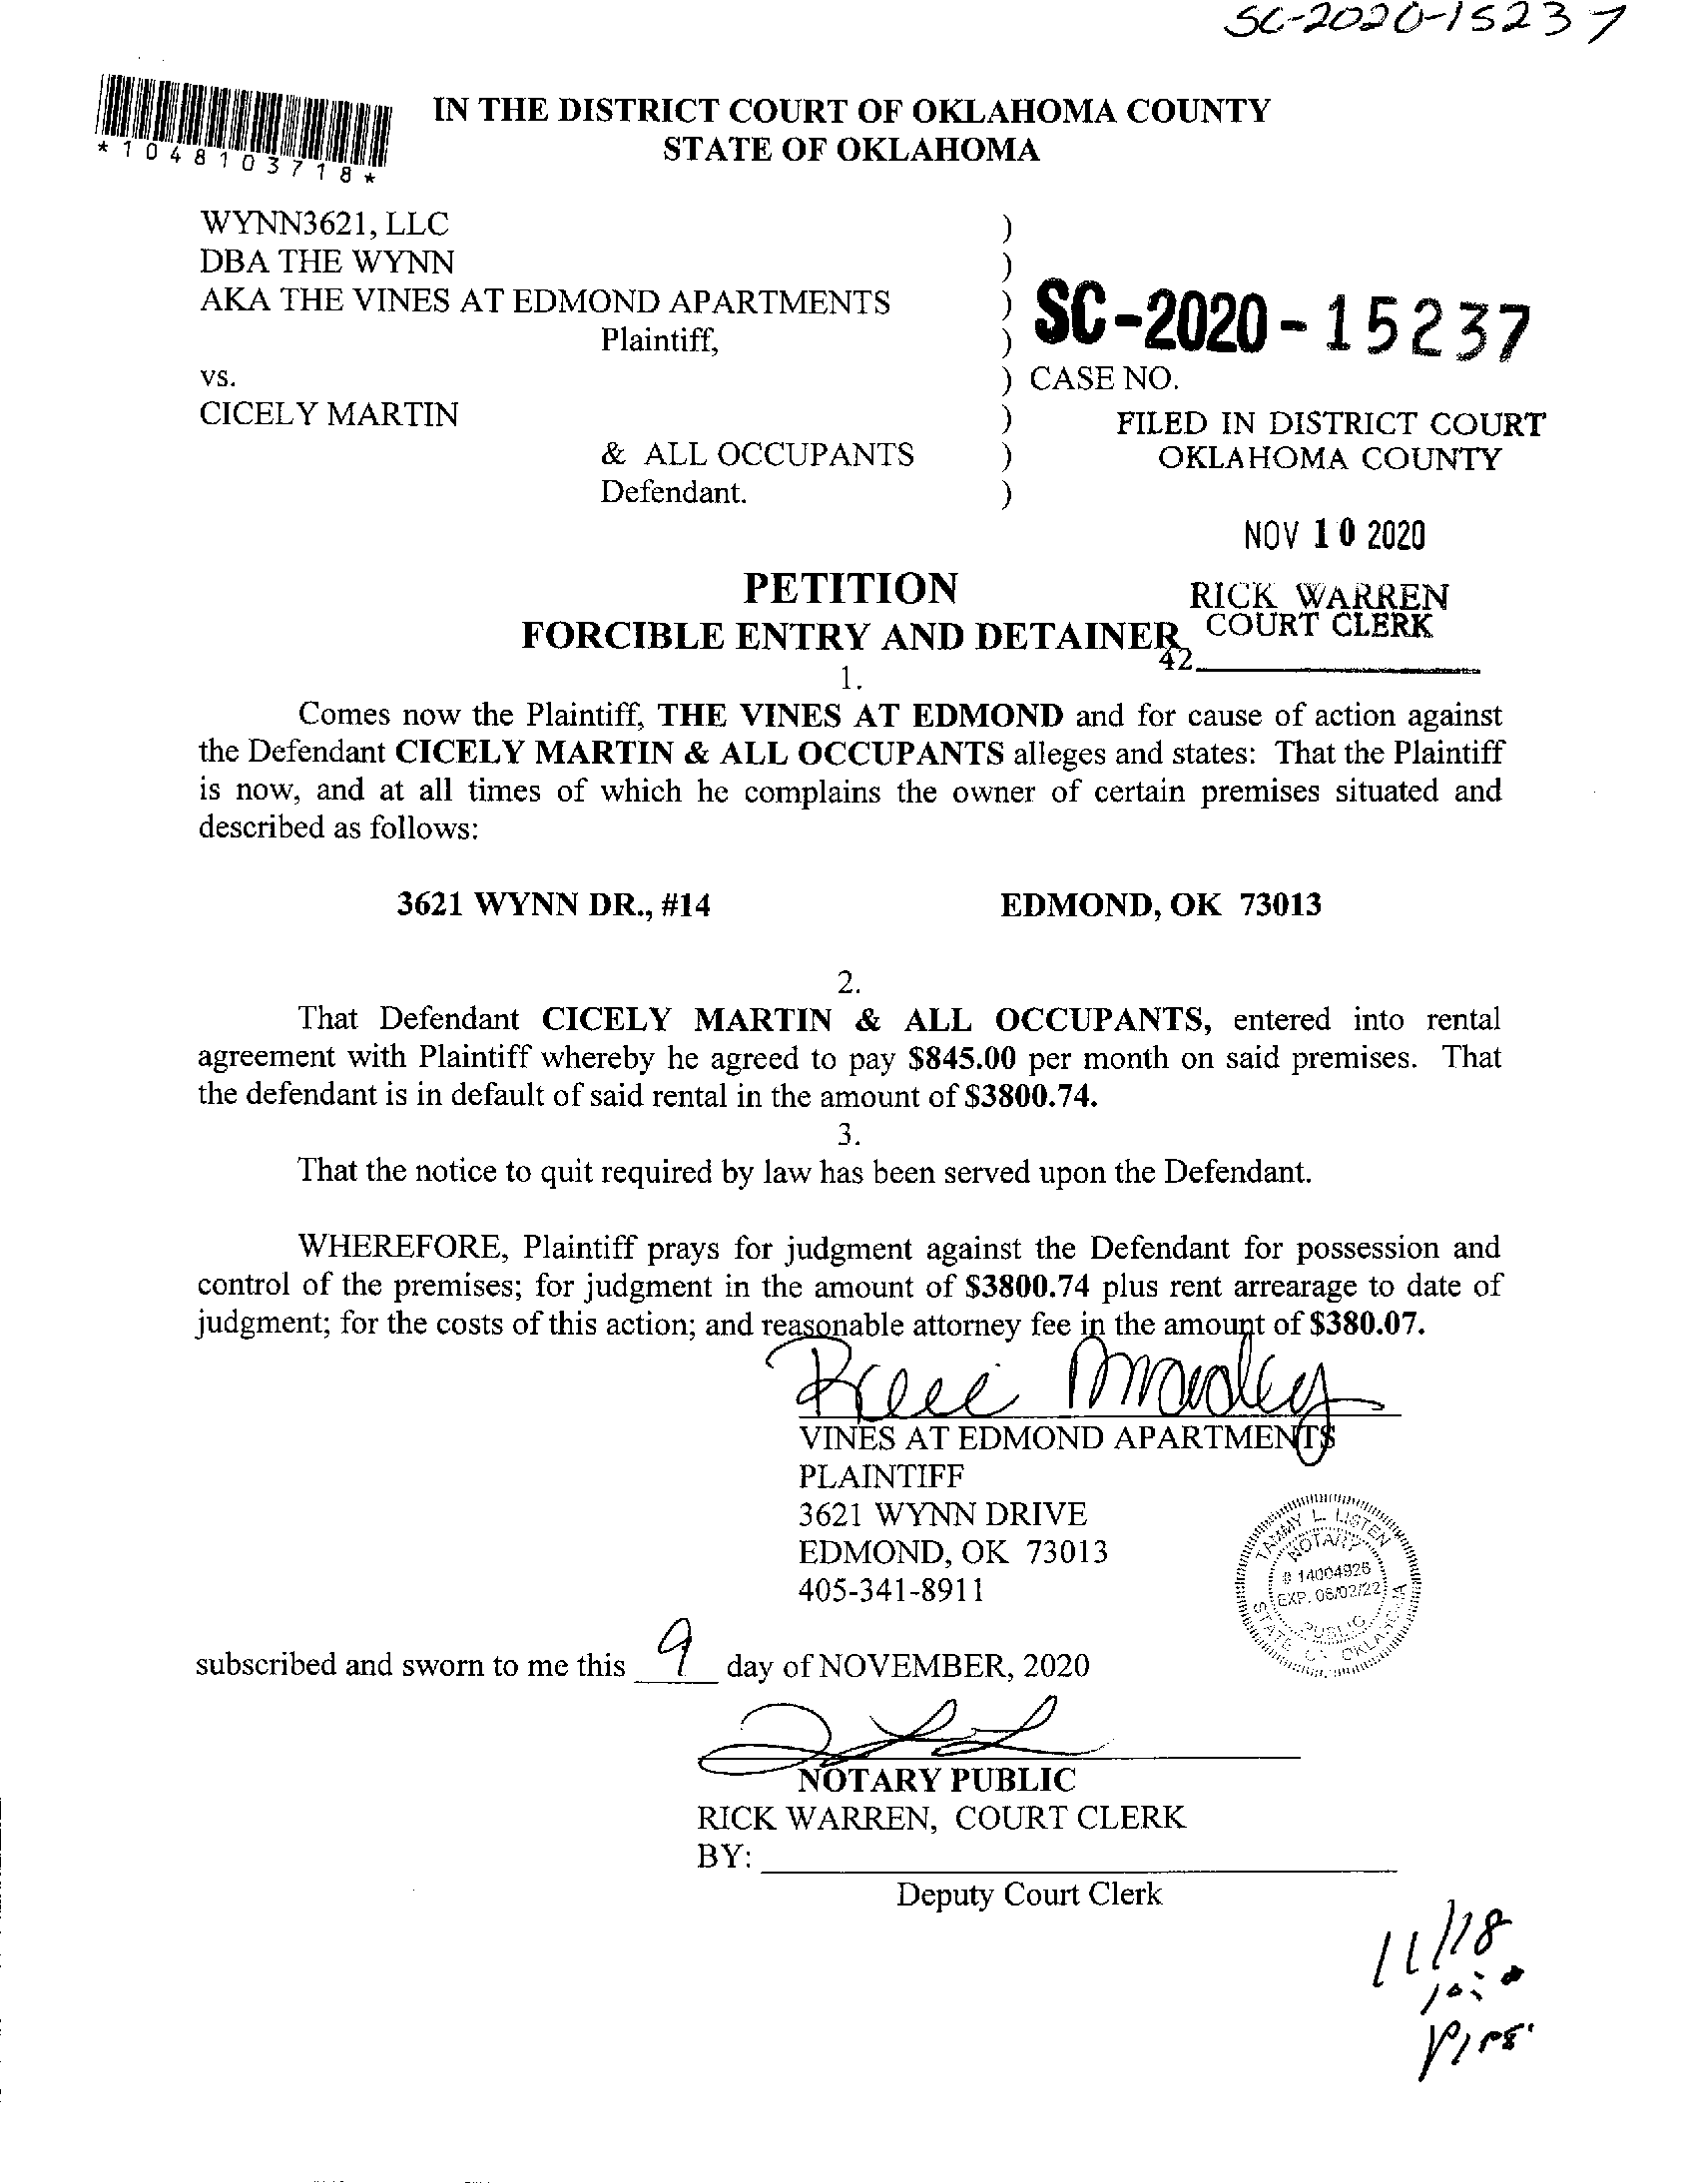 SC-2020-15237
*1048103718*
IN THE DISTRICT COURT OF OKLAHOMA COUNTY
STATE OF OKLAHOMA
WYNN3621, LLC )
DBA THE WYNN )
AKA THE VINES AT EDMOND APARTMENTS ) SC-2020-15237
Plaintiff, )
vs. ) CASE NO.
CICELY MARTIN ) FILED IN DISTRICT COURT
& ALL OCCUPANTS ) OKLAHOMA COUNTY
Defendant. )
NOV 10 2020
PETITION
RICK WARREN
FORCIBLE ENTRY AND DETAINER
COURT CLERK
42
1.
Comes now the Plaintiff, THE VINES AT EDMOND and for cause of action against
the Defendant CICELY MARTIN & ALL OCCUPANTS alleges and states: That the Plaintiff
is now, and at all times of which he complains the owner of certain premises situated and
described as follows:
3621 WYNN DR., #14 EDMOND, OK 73013
2.
That Defendant CICELY MARTIN & ALL OCCUPANTS, entered into rental
agreement with Plaintiff whereby he agreed to pay $845.00 per month on said premises. That
the defendant is in default of said rental in the amount of $3800.74.
3.
That the notice to quit required by law has been served upon the Defendant.
WHEREFORE, Plaintiff prays for judgment against the Defendant for possession and
control of the premises; for judgment in the amount of $3800.74 plus rent arrearage to date of
judgment; for the costs of this action; and reasonable attorney fee in the amount of $380.07.
VINES AT EDMOND APARTMENTS
PLAINTIFF
3621 WYNN DRIVE
EDMOND, OK 73013
405-341-8911
TAMMY L. LISTEN
NOTARY
# 14004926
EXP. 06/02/22
PUBLIC
STATE OF OKLAHOMA
subscribed and sworn to me this 9 day of NOVEMBER, 2020
NOTARY PUBLIC
RICK WARREN, COURT CLERK
BY:
Deputy Court Clerk
11/18